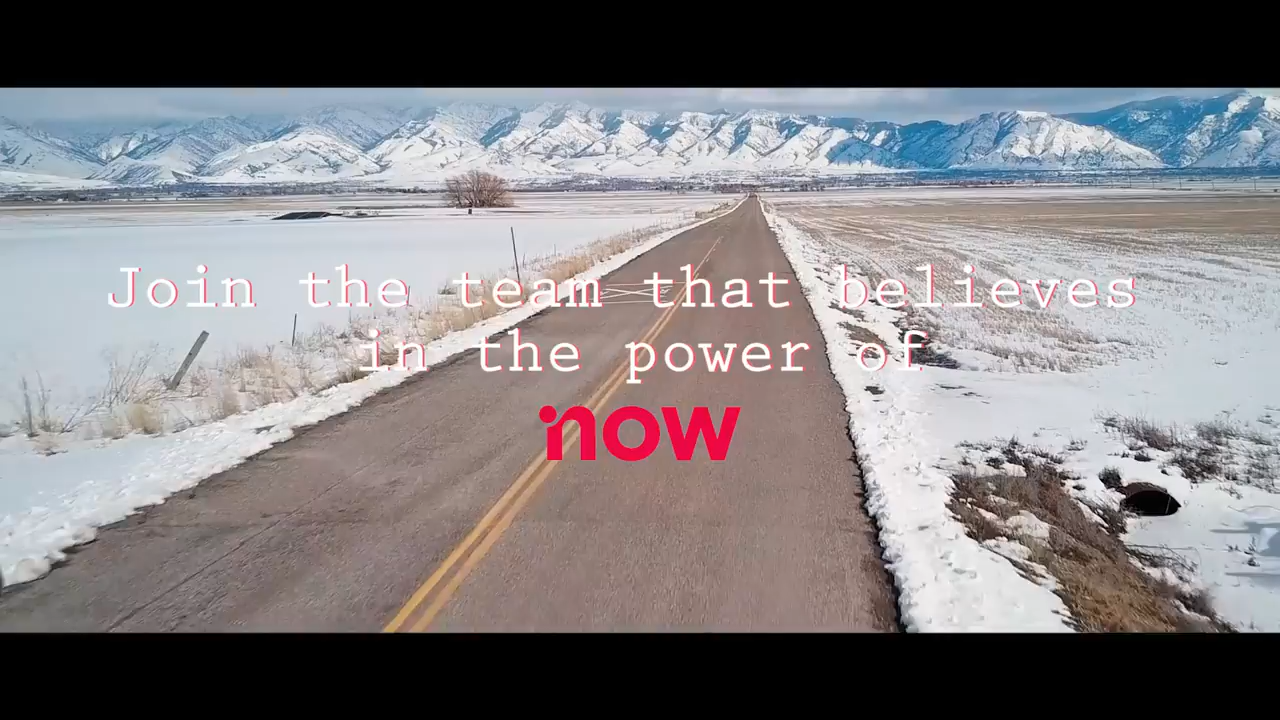 Join the team that believes
in the power of
now